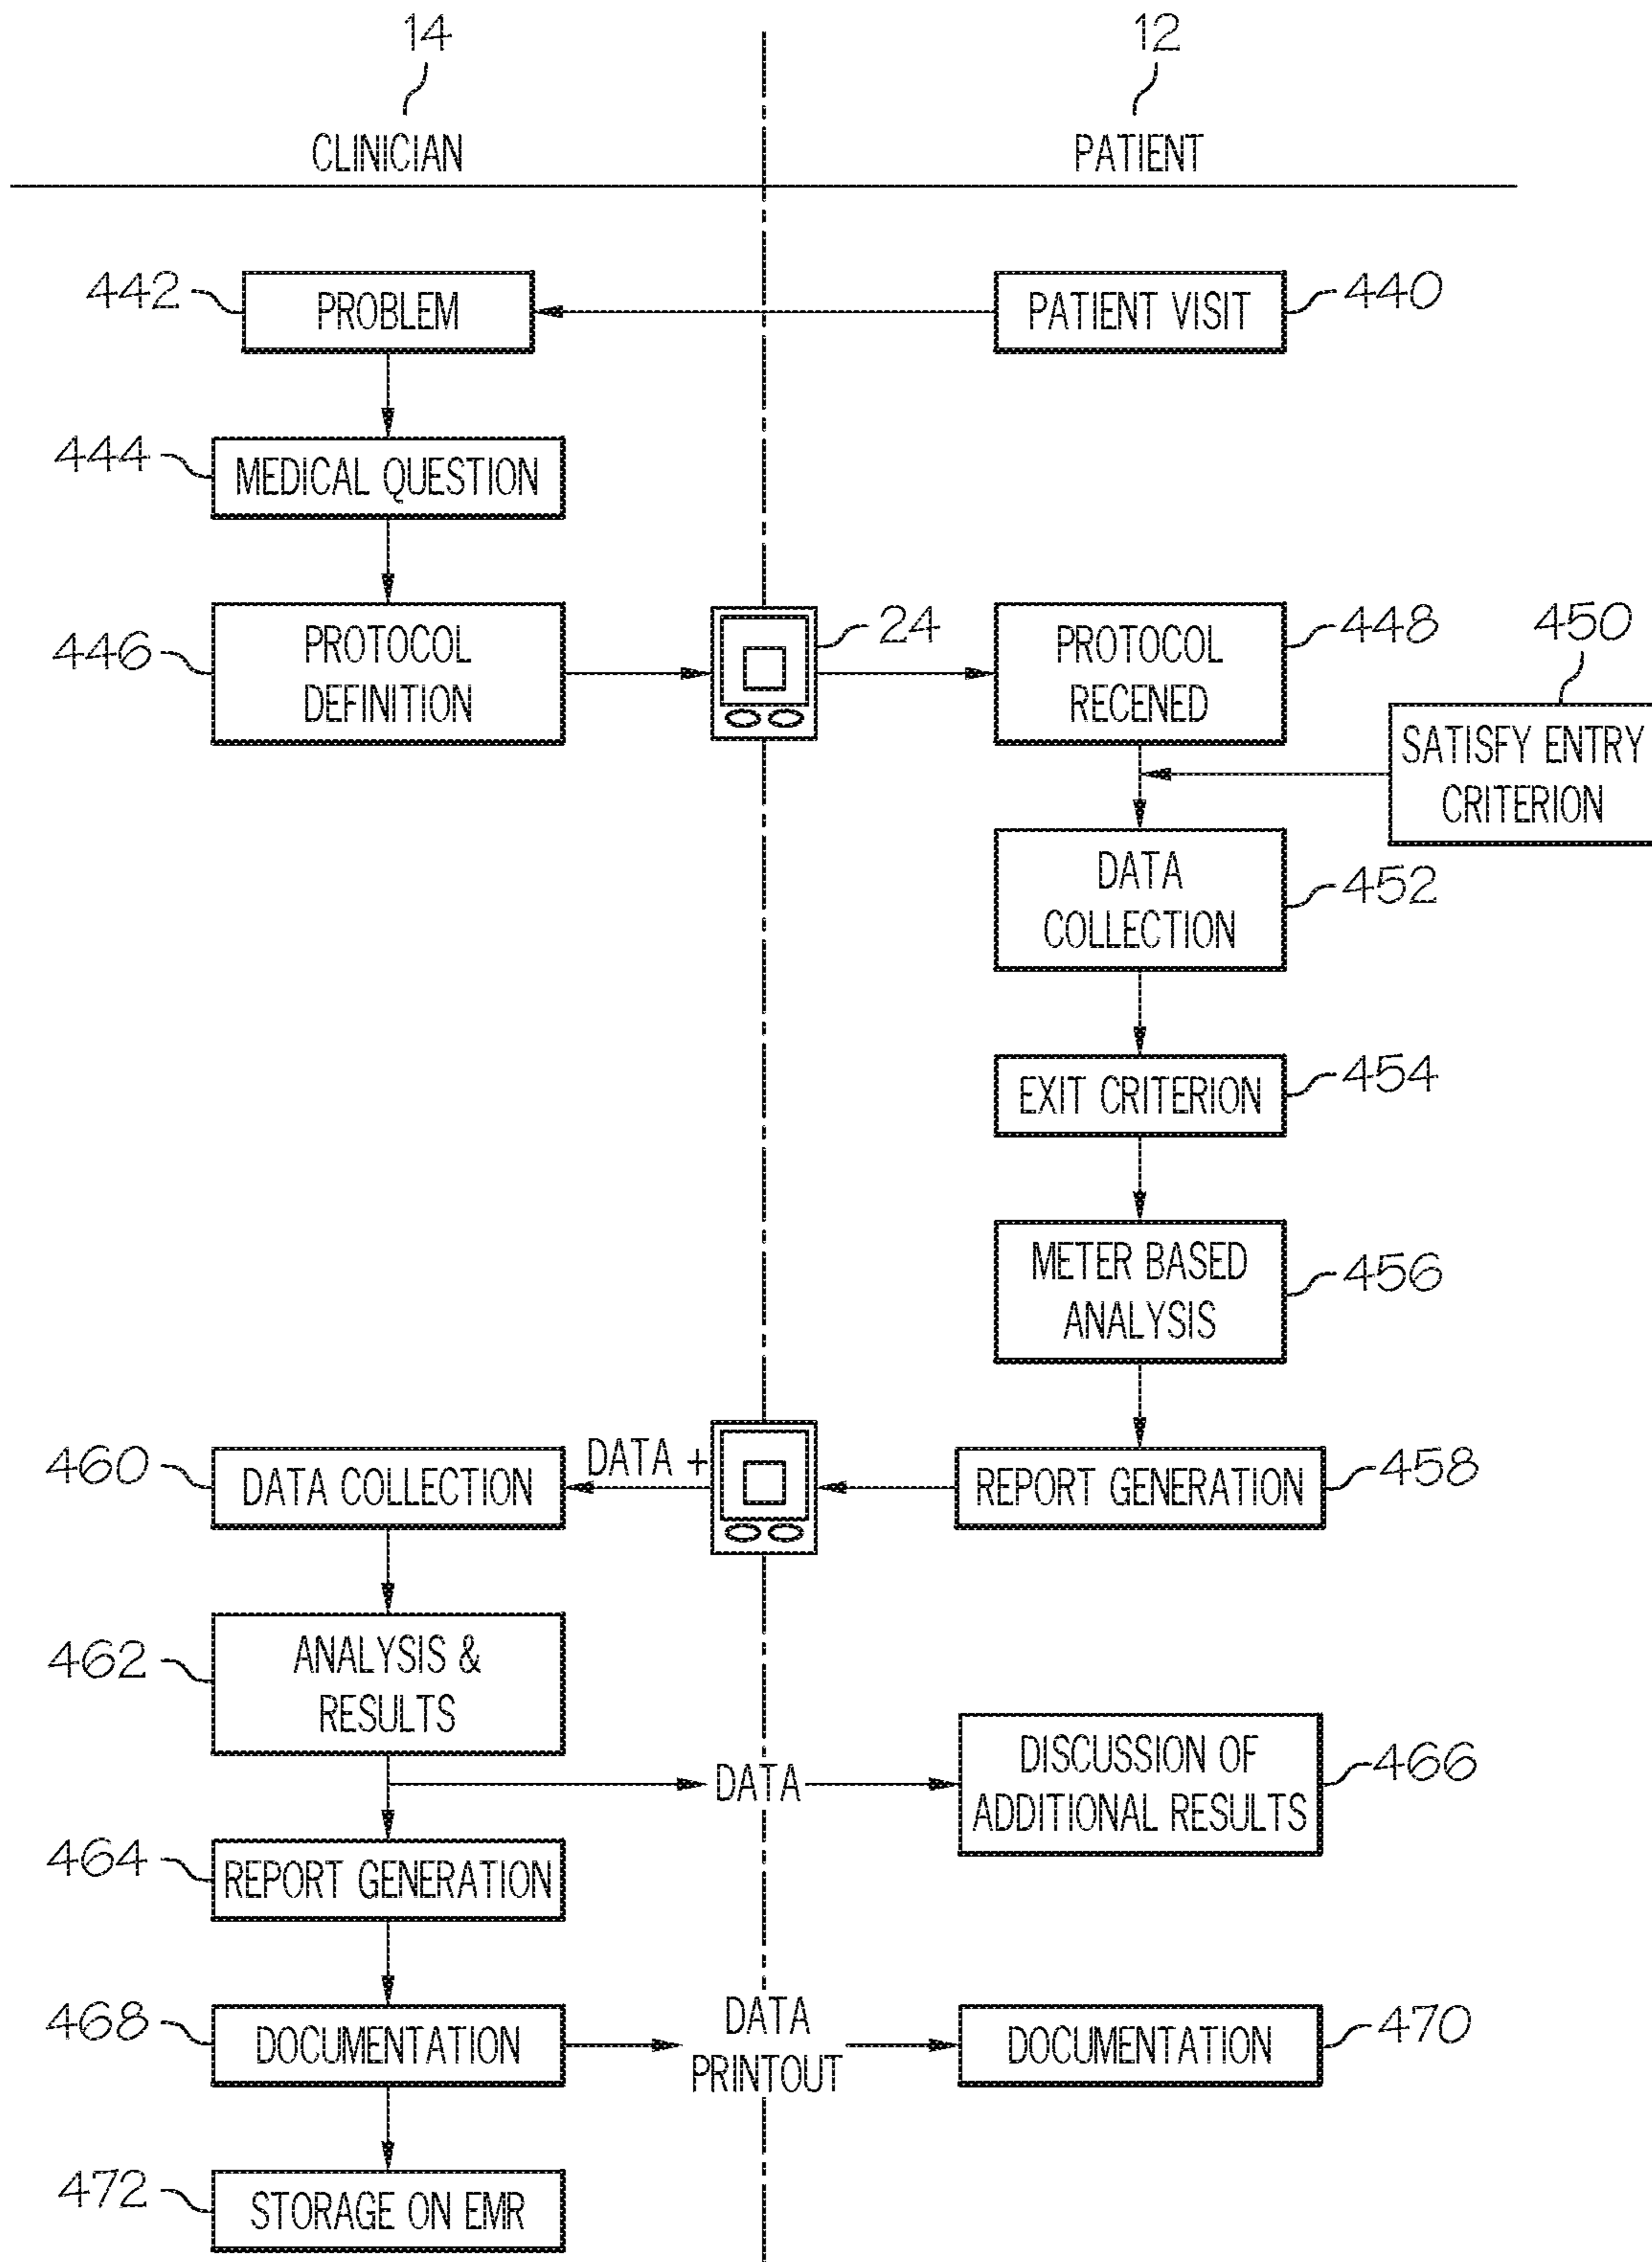 14
12
CLINICIAN
PATIENT
442
PROBLEM
PATIENT VISIT
440
444
MEDICAL QUESTION
446
PROTOCOL
DEFINITION
24
PROTOCOL
RECENED
448
450
SATISFY ENTRY
CRITERION
DATA
COLLECTION
452
EXIT CRITERION
454
METER BASED
ANALYSIS
456
460
DATA COLLECTION
DATA +
REPORT GENERATION
458
462
ANALYSIS &
RESULTS
DATA
DISCUSSION OF
ADDITIONAL RESULTS
466
464
REPORT GENERATION
468
DOCUMENTATION
DATA
PRINTOUT
DOCUMENTATION
470
472
STORAGE ON EMR